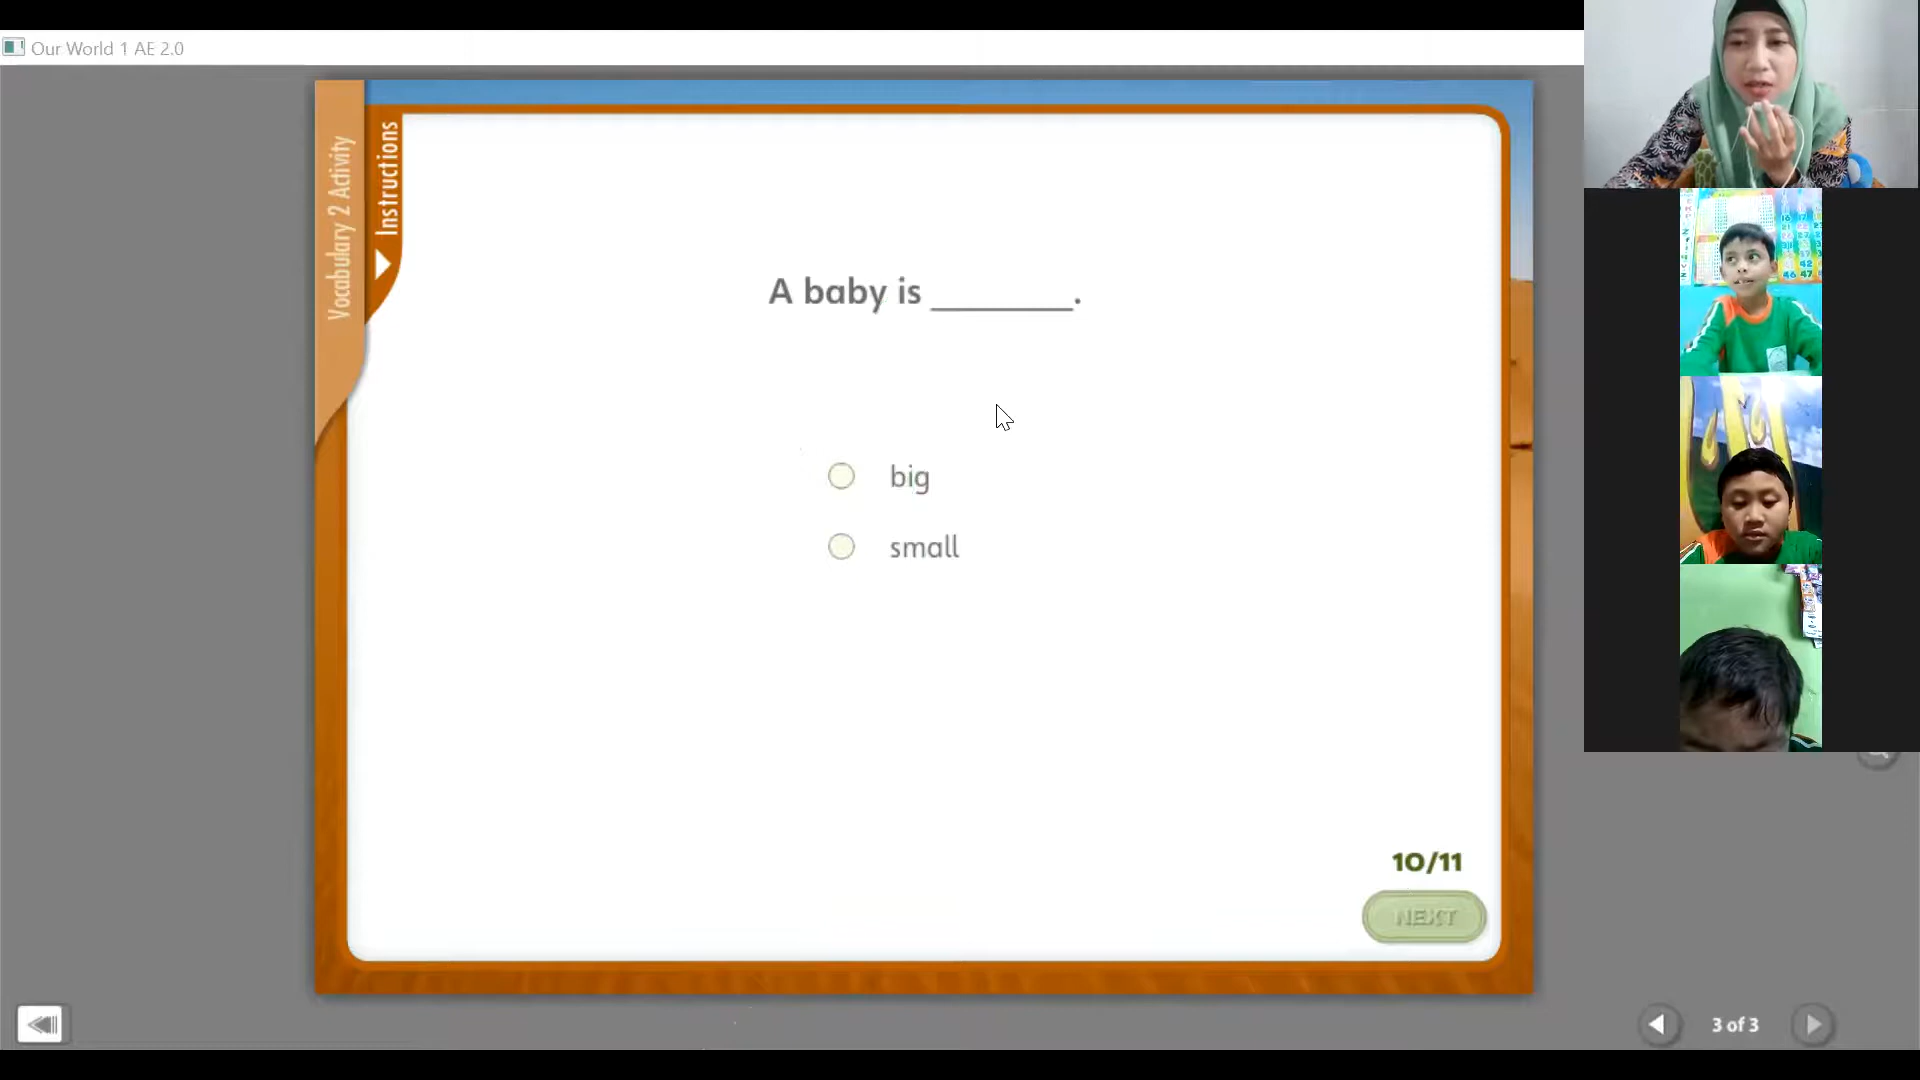 Our World 1 AE 2.0
Vocabulary 2 Activity
Instructions
A baby is ________.
big
small
10/11
NEXT
3 of 3